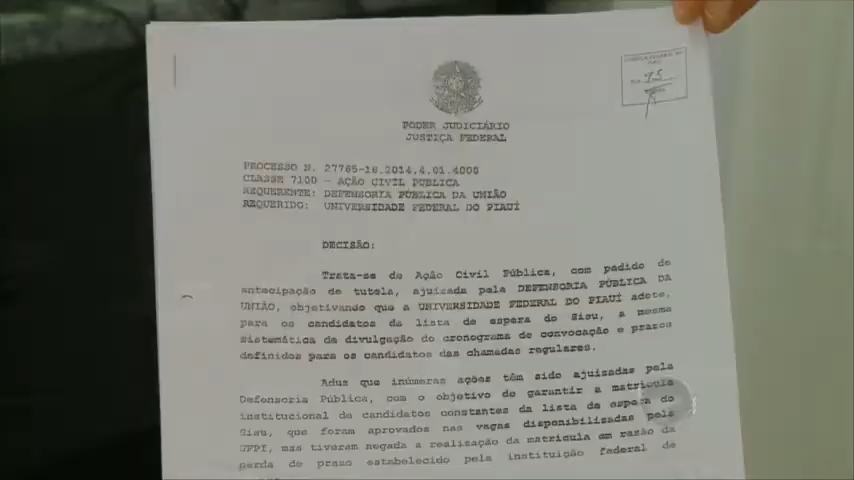 PODER JUDICIÁRIO
JUSTIÇA FEDERAL
PROCESSO N. 27765-18.2014.4.01.4000
CLASSE 7100 - AÇÃO CIVIL PÚBLICA
REQUERENTE: DEFENSORIA PÚBLICA DA UNIÃO
REQUERIDO: UNIVERSIDADE FEDERAL DO PIAUÍ
DECISÃO:
Trata-se de Ação Civil Pública, com pedido de
antecipação de tutela, ajuizada pela DEFENSORIA PÚBLICA DA
UNIÃO, objetivando que a UNIVERSIDADE FEDERAL DO PIAUÍ adote,
para os candidatos da lista de espera do Sisu, a mesma
sistemática da divulgação do cronograma de convocação e prazos
definidos para os candidatos das chamadas regulares.
Aduz que inúmeras ações têm sido ajuizadas pela
Defensoria Pública, com o objetivo de garantir a matrícula
institucional de candidatos constantes da lista de espera do
Sisu, que foram aprovados nas vagas disponibilizadas pela
UFPI, mas tiveram negada a realização da matrícula em razão da
perda de prazo estabelecido pela instituição federal de